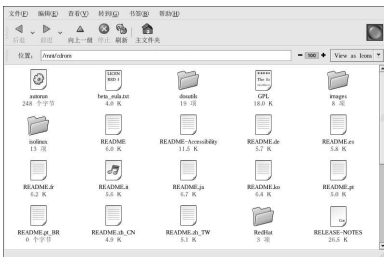 文件(F) 编辑(E) 查看(V) 转到(G) 书签(B) 帮助(H)
后退 前进 向上一级 停止 刷新 主文件夹
位置: /mnt/cdrom 100 View as Icons
autorun beta_eula.txt dosutils GPL images
248 个字节 4.0 K 19 项 18.0 K 8 项
isolinux README README-Accessibility README.de README.es
13 项 6.0 K 11.5 K 5.7 K 5.8 K
README.fr README.it README.ja README.ko README.pt
6.2 K 5.6 K 6.7 K 6.4 K 5.0 K
README.pt_BR README.zh_CN README.zh_TW RedHat RELEASE-NOTES
0 个字节 4.9 K 5.1 K 3 项 26.5 K